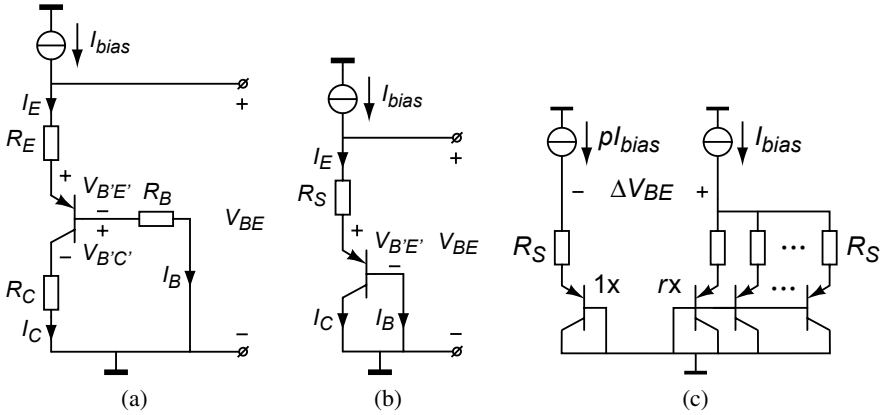 I_bias
I_E
+
R_E
+
V_B'E'
R_B
−
+
V_BE
V_B'C'
−
I_B
R_C
I_C
−
(a)
I_bias
I_E
+
R_S
+
V_B'E'
V_BE
−
I_C
I_B
−
(b)
pI_bias
I_bias
−
ΔV_BE
+
R_S
...
R_S
1x
rx
...
(c)